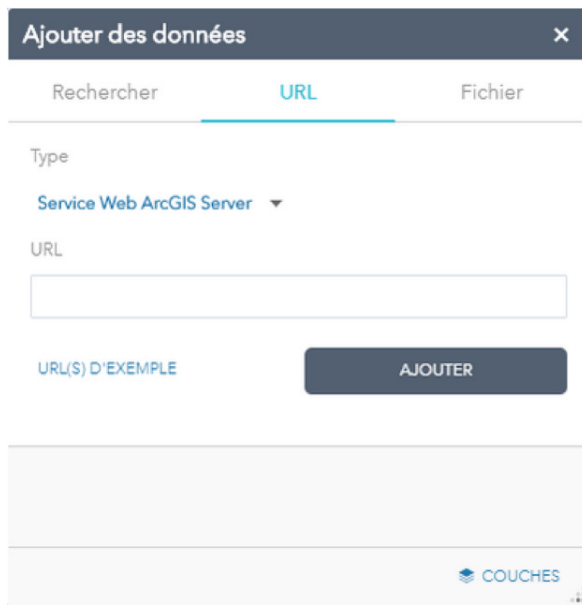 Ajouter des données ×
Rechercher URL Fichier
Type
Service Web ArcGIS Server
URL
URL(S) D'EXEMPLE AJOUTER
COUCHES